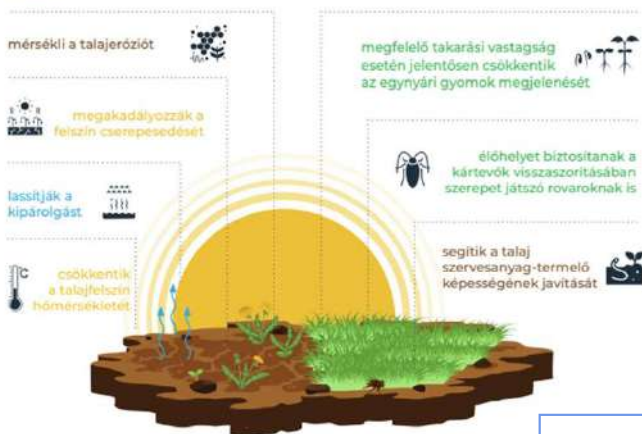 mérsékli a talajeróziót
megakadályozzák a
felszín cserepesedését
lassítják a
kipárolgást
°C
csökkentik
a talajfelszín
hőmérsékletét
megfelelő takarási vastagság
esetén jelentősen csökkentik
az egynyári gyomok megjelenését
élőhelyet biztosítanak a
kártevők visszaszorításában
szerepet játszó rovaroknak is
segítik a talaj
szervesanyag-termelő
képességének javítását